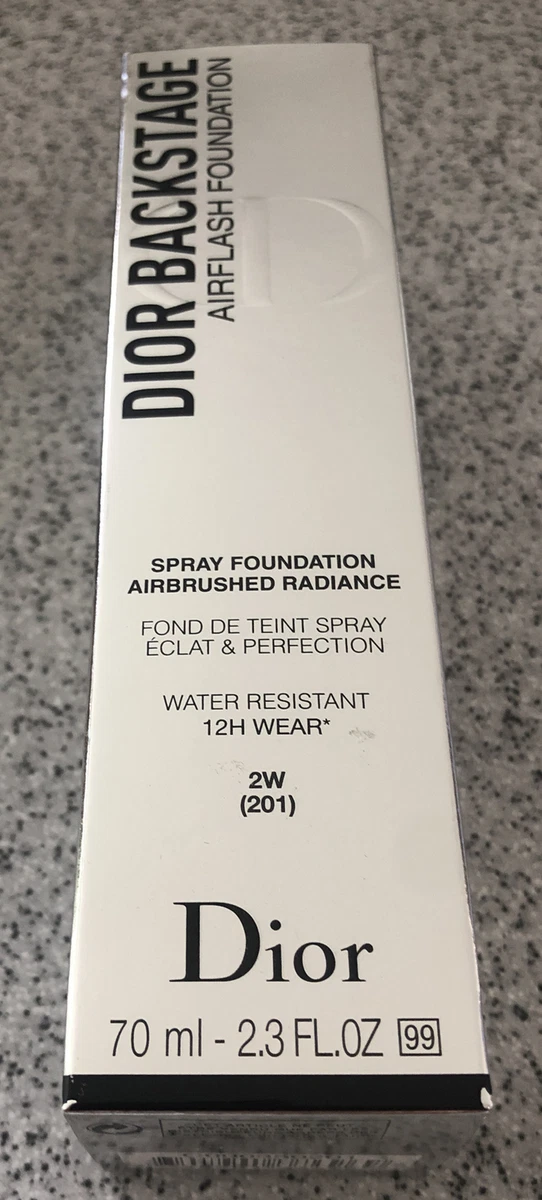 DIOR BACKSTAGE
AIRFLASH FOUNDATION
SPRAY FOUNDATION
AIRBRUSHED RADIANCE
FOND DE TEINT SPRAY
ÉCLAT & PERFECTION
WATER RESISTANT
12H WEAR*
2W
(201)
Dior
70 ml - 2.3 FL.OZ 99